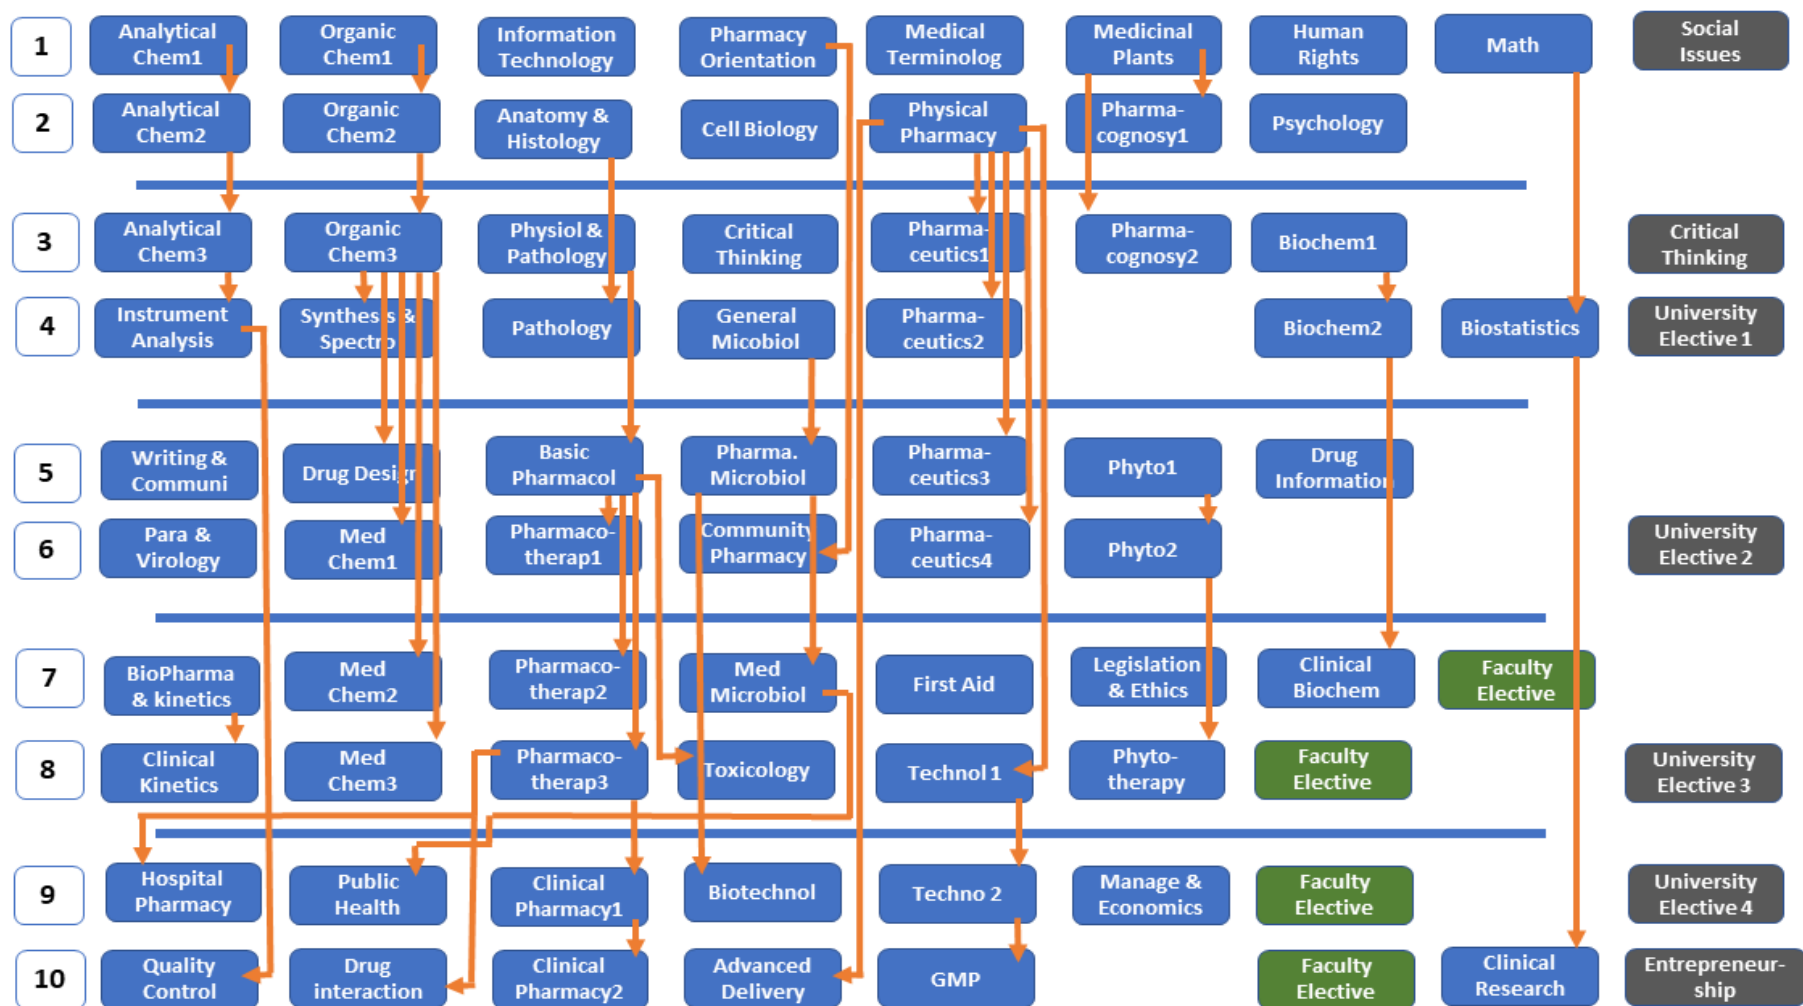 1
Analytical
Chem1
Organic
Chem1
Information
Technology
Pharmacy
Orientation
Medical
Terminolog
Medicinal
Plants
Human
Rights
Math
Social
Issues
2
Analytical
Chem2
Organic
Chem2
Anatomy &
Histology
Cell Biology
Physical
Pharmacy
Pharma-
cognosy1
Psychology
3
Analytical
Chem3
Organic
Chem3
Physiol &
Pathology
Critical
Thinking
Pharma-
ceutics1
Pharma-
cognosy2
Biochem1
Critical
Thinking
4
Instrument
Analysis
Synthesis &
Spectro
Pathology
General
Micobiol
Pharma-
ceutics2
Biochem2
Biostatistics
University
Elective 1
5
Writing &
Communi
Drug Design
Basic
Pharmacol
Pharma.
Microbiol
Pharma-
ceutics3
Phyto1
Drug
Information
6
Para &
Virology
Med
Chem1
Pharmaco-
therap1
Community
Pharmacy
Pharma-
ceutics4
Phyto2
University
Elective 2
7
BioPharma
& kinetics
Med
Chem2
Pharmaco-
therap2
Med
Microbiol
First Aid
Legislation
& Ethics
Clinical
Biochem
Faculty
Elective
8
Clinical
Kinetics
Med
Chem3
Pharmaco-
therap3
Toxicology
Technol 1
Phyto-
therapy
Faculty
Elective
University
Elective 3
9
Hospital
Pharmacy
Public
Health
Clinical
Pharmacy1
Biotechnol
Techno 2
Manage &
Economics
Faculty
Elective
University
Elective 4
10
Quality
Control
Drug
interaction
Clinical
Pharmacy2
Advanced
Delivery
GMP
Faculty
Elective
Clinical
Research
Entrepreneur-
ship